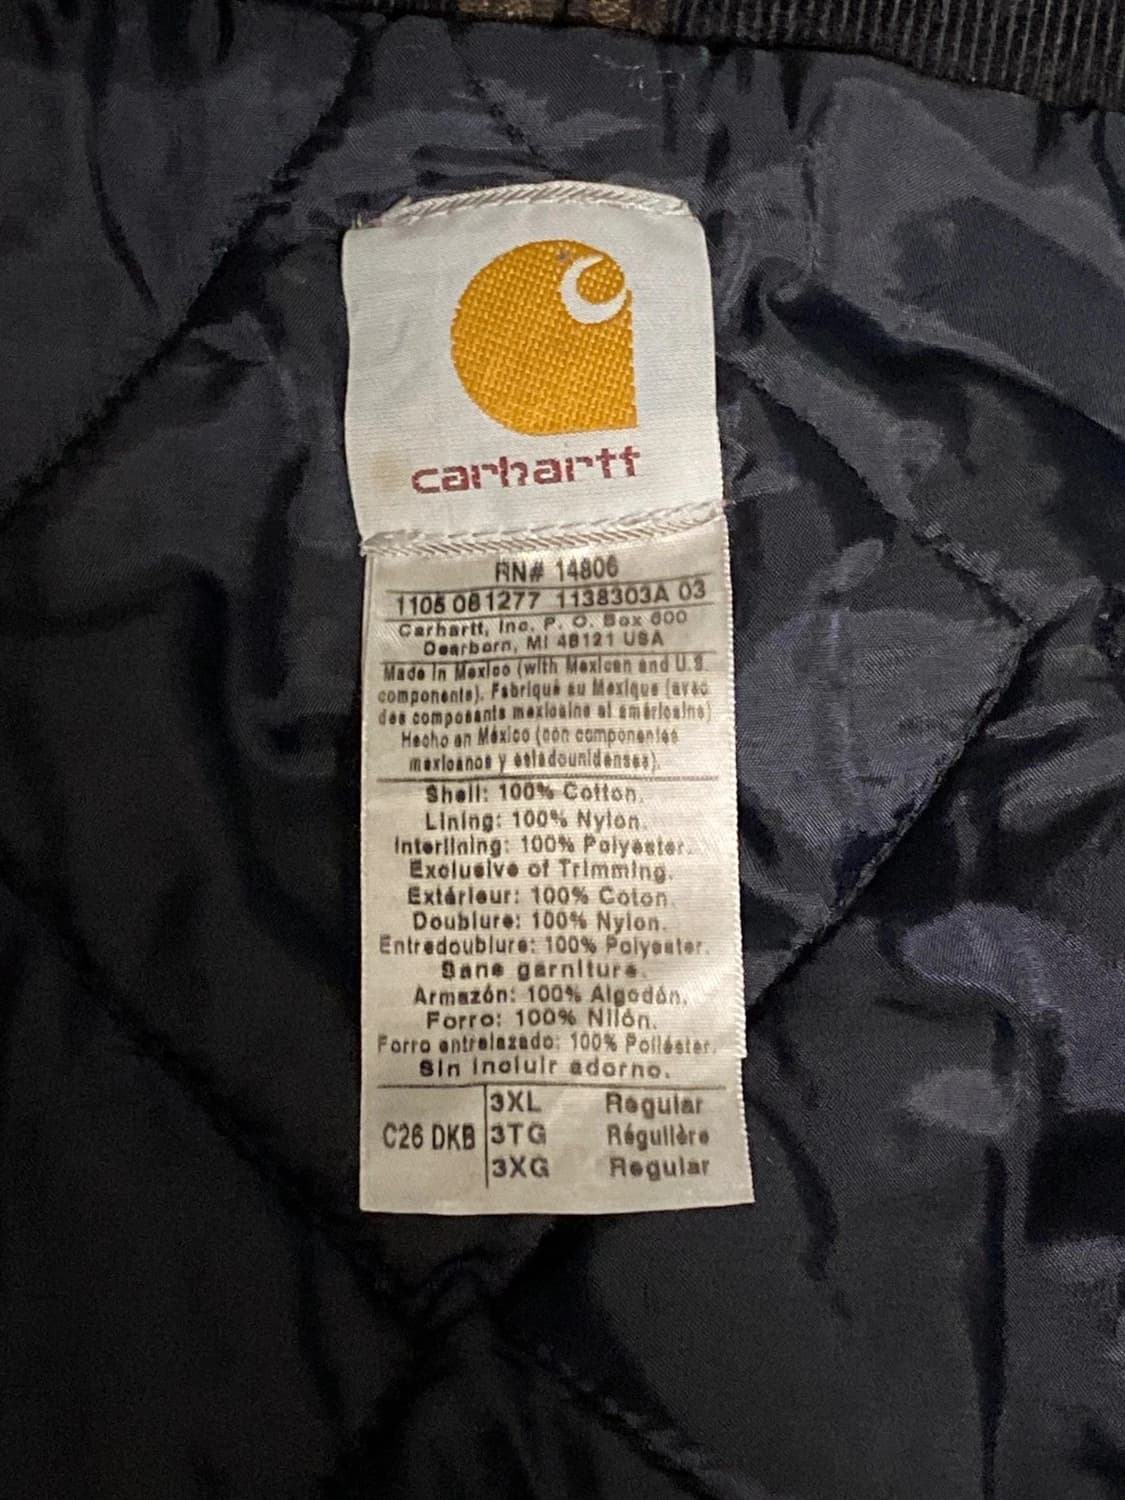 carhartt
RN# 14806
1105 081277 1138303A 03
Carhartt, Inc. P. O. Box 600
Dearborn, MI 48121 USA
Made in Mexico (with Mexican and U.S.
components). Fabriqué au Mexique (avec
des composants mexicains et américains)
Hecho en México (con componentes
mexicanos y estadounidenses).
Shell: 100% Cotton.
Lining: 100% Nylon.
Interlining: 100% Polyester.
Exclusive of Trimming.
Extérieur: 100% Coton.
Doublure: 100% Nylon.
Entredoublure: 100% Polyester.
Sans garniture.
Armazón: 100% Algodón.
Forro: 100% Nilón.
Forro entrelazado: 100% Poliéster.
Sin incluir adorno.
C26 DKB
3XL Regular
3TG Régulière
3XG Regular